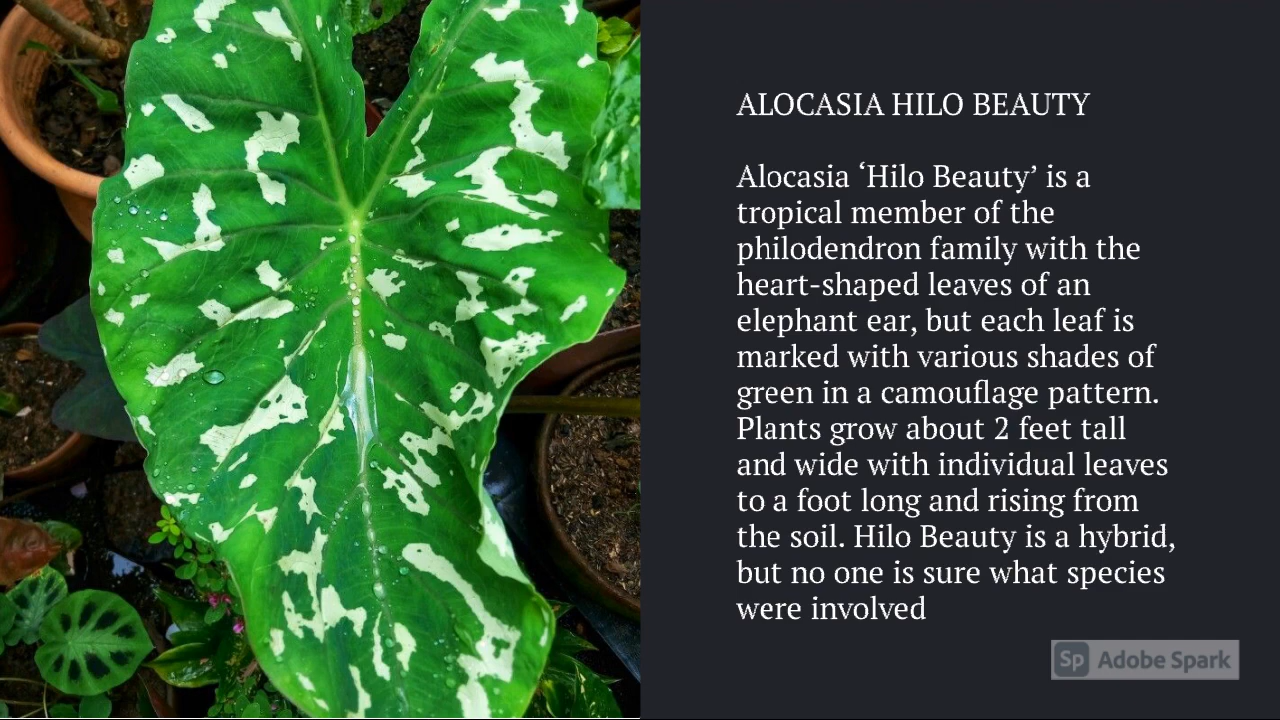 ALOCASIA HILO BEAUTY
Alocasia ‘Hilo Beauty’ is a
tropical member of the
philodendron family with the
heart-shaped leaves of an
elephant ear, but each leaf is
marked with various shades of
green in a camouflage pattern.
Plants grow about 2 feet tall
and wide with individual leaves
to a foot long and rising from
the soil. Hilo Beauty is a hybrid,
but no one is sure what species
were involved
Sp Adobe Spark